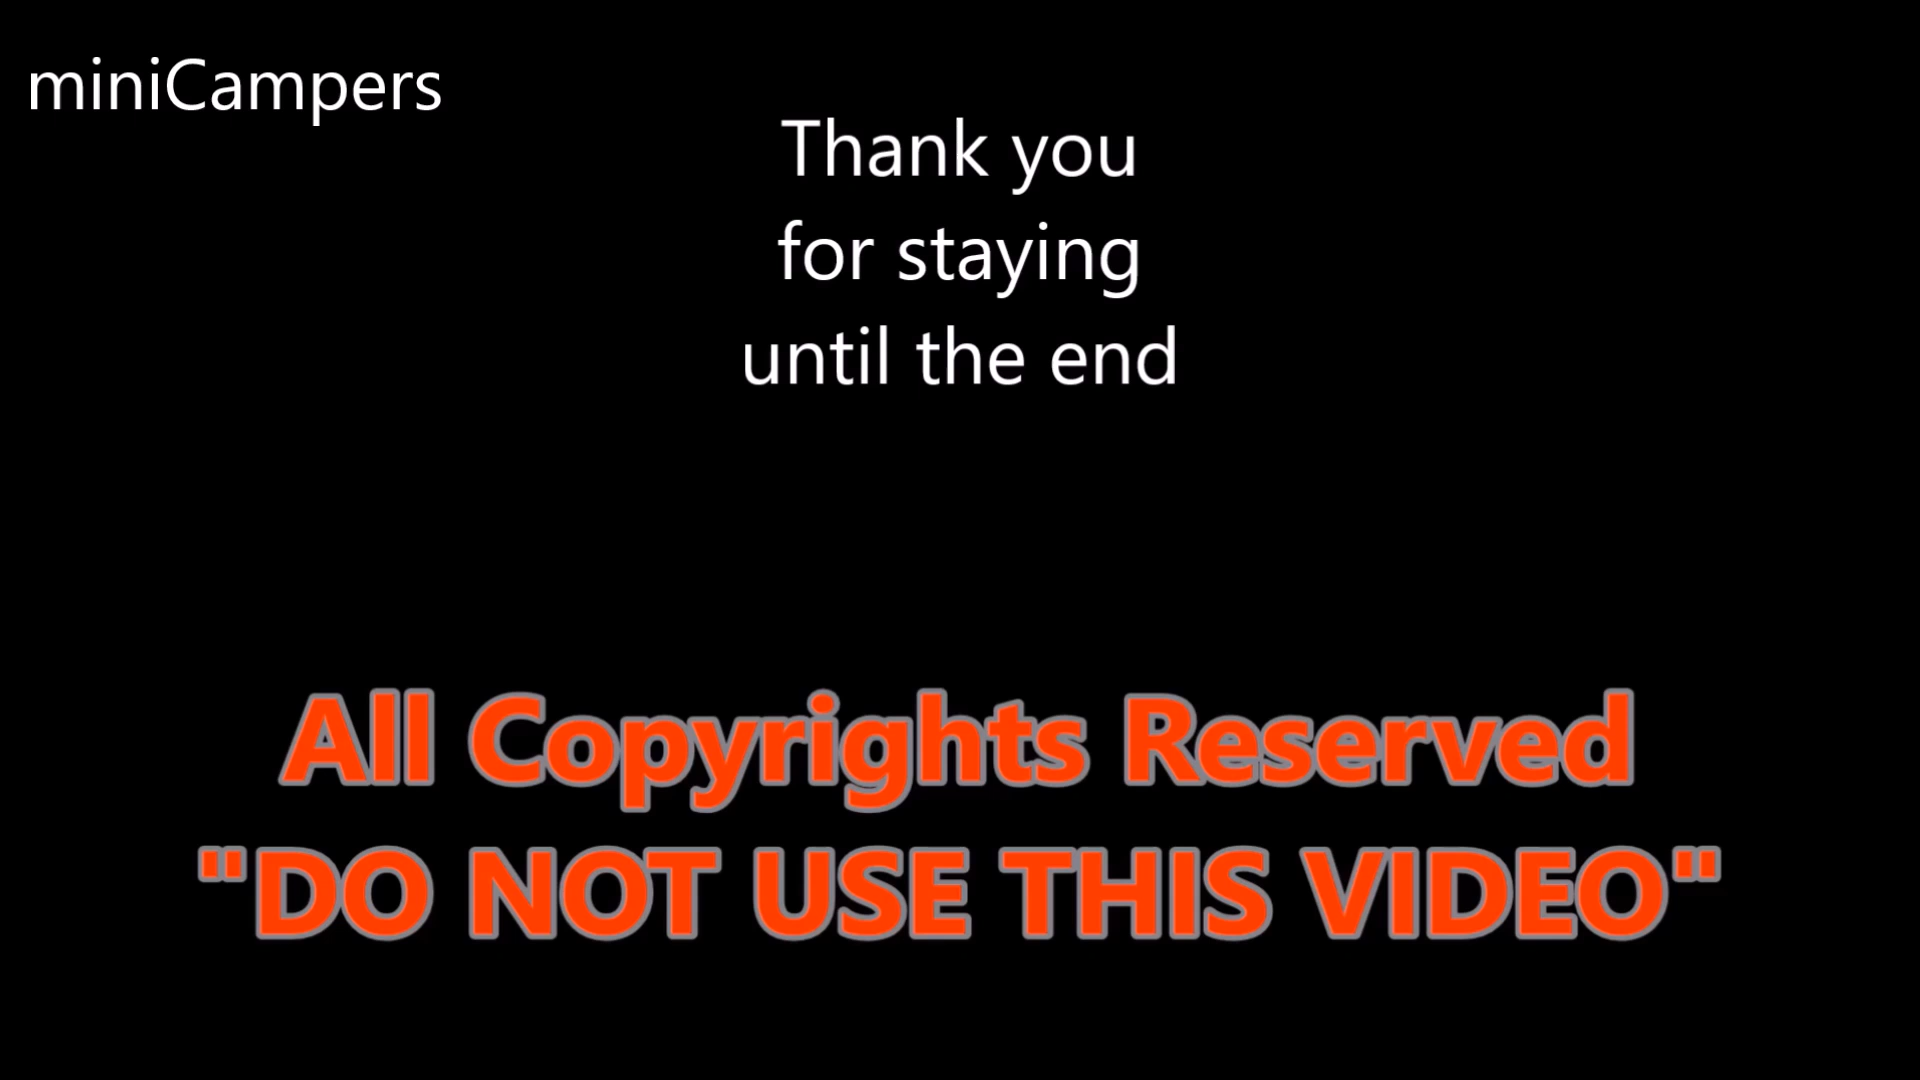 miniCampers
Thank you
for staying
until the end
All Copyrights Reserved
"DO NOT USE THIS VIDEO"